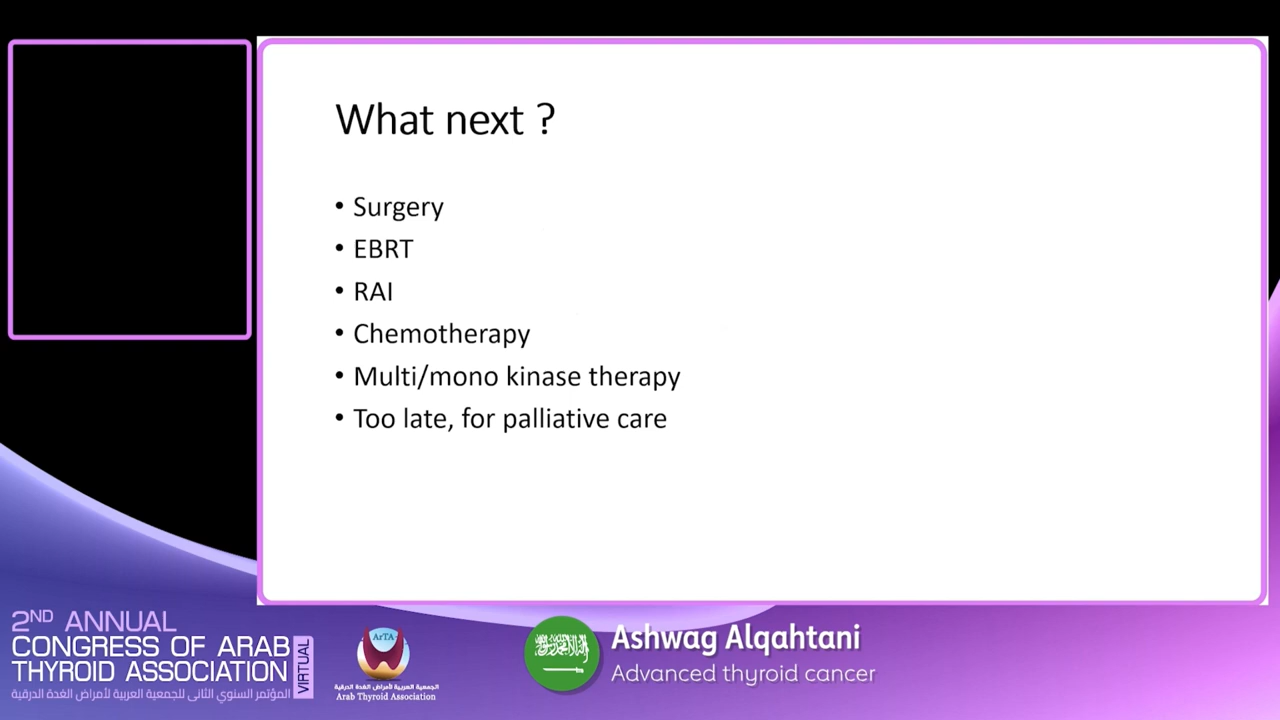 What next ?
• Surgery
• EBRT
• RAI
• Chemotherapy
• Multi/mono kinase therapy
• Too late, for palliative care
2ND ANNUAL
CONGRESS OF ARAB
THYROID ASSOCIATION
VIRTUAL
المؤتمر السنوي الثاني للجمعية العربية لأمراض الغدة الدرقية
ArTA
الجمعية العربية لأمراض الغدة الدرقية
Arab Thyroid Association
Ashwag Alqahtani
Advanced thyroid cancer